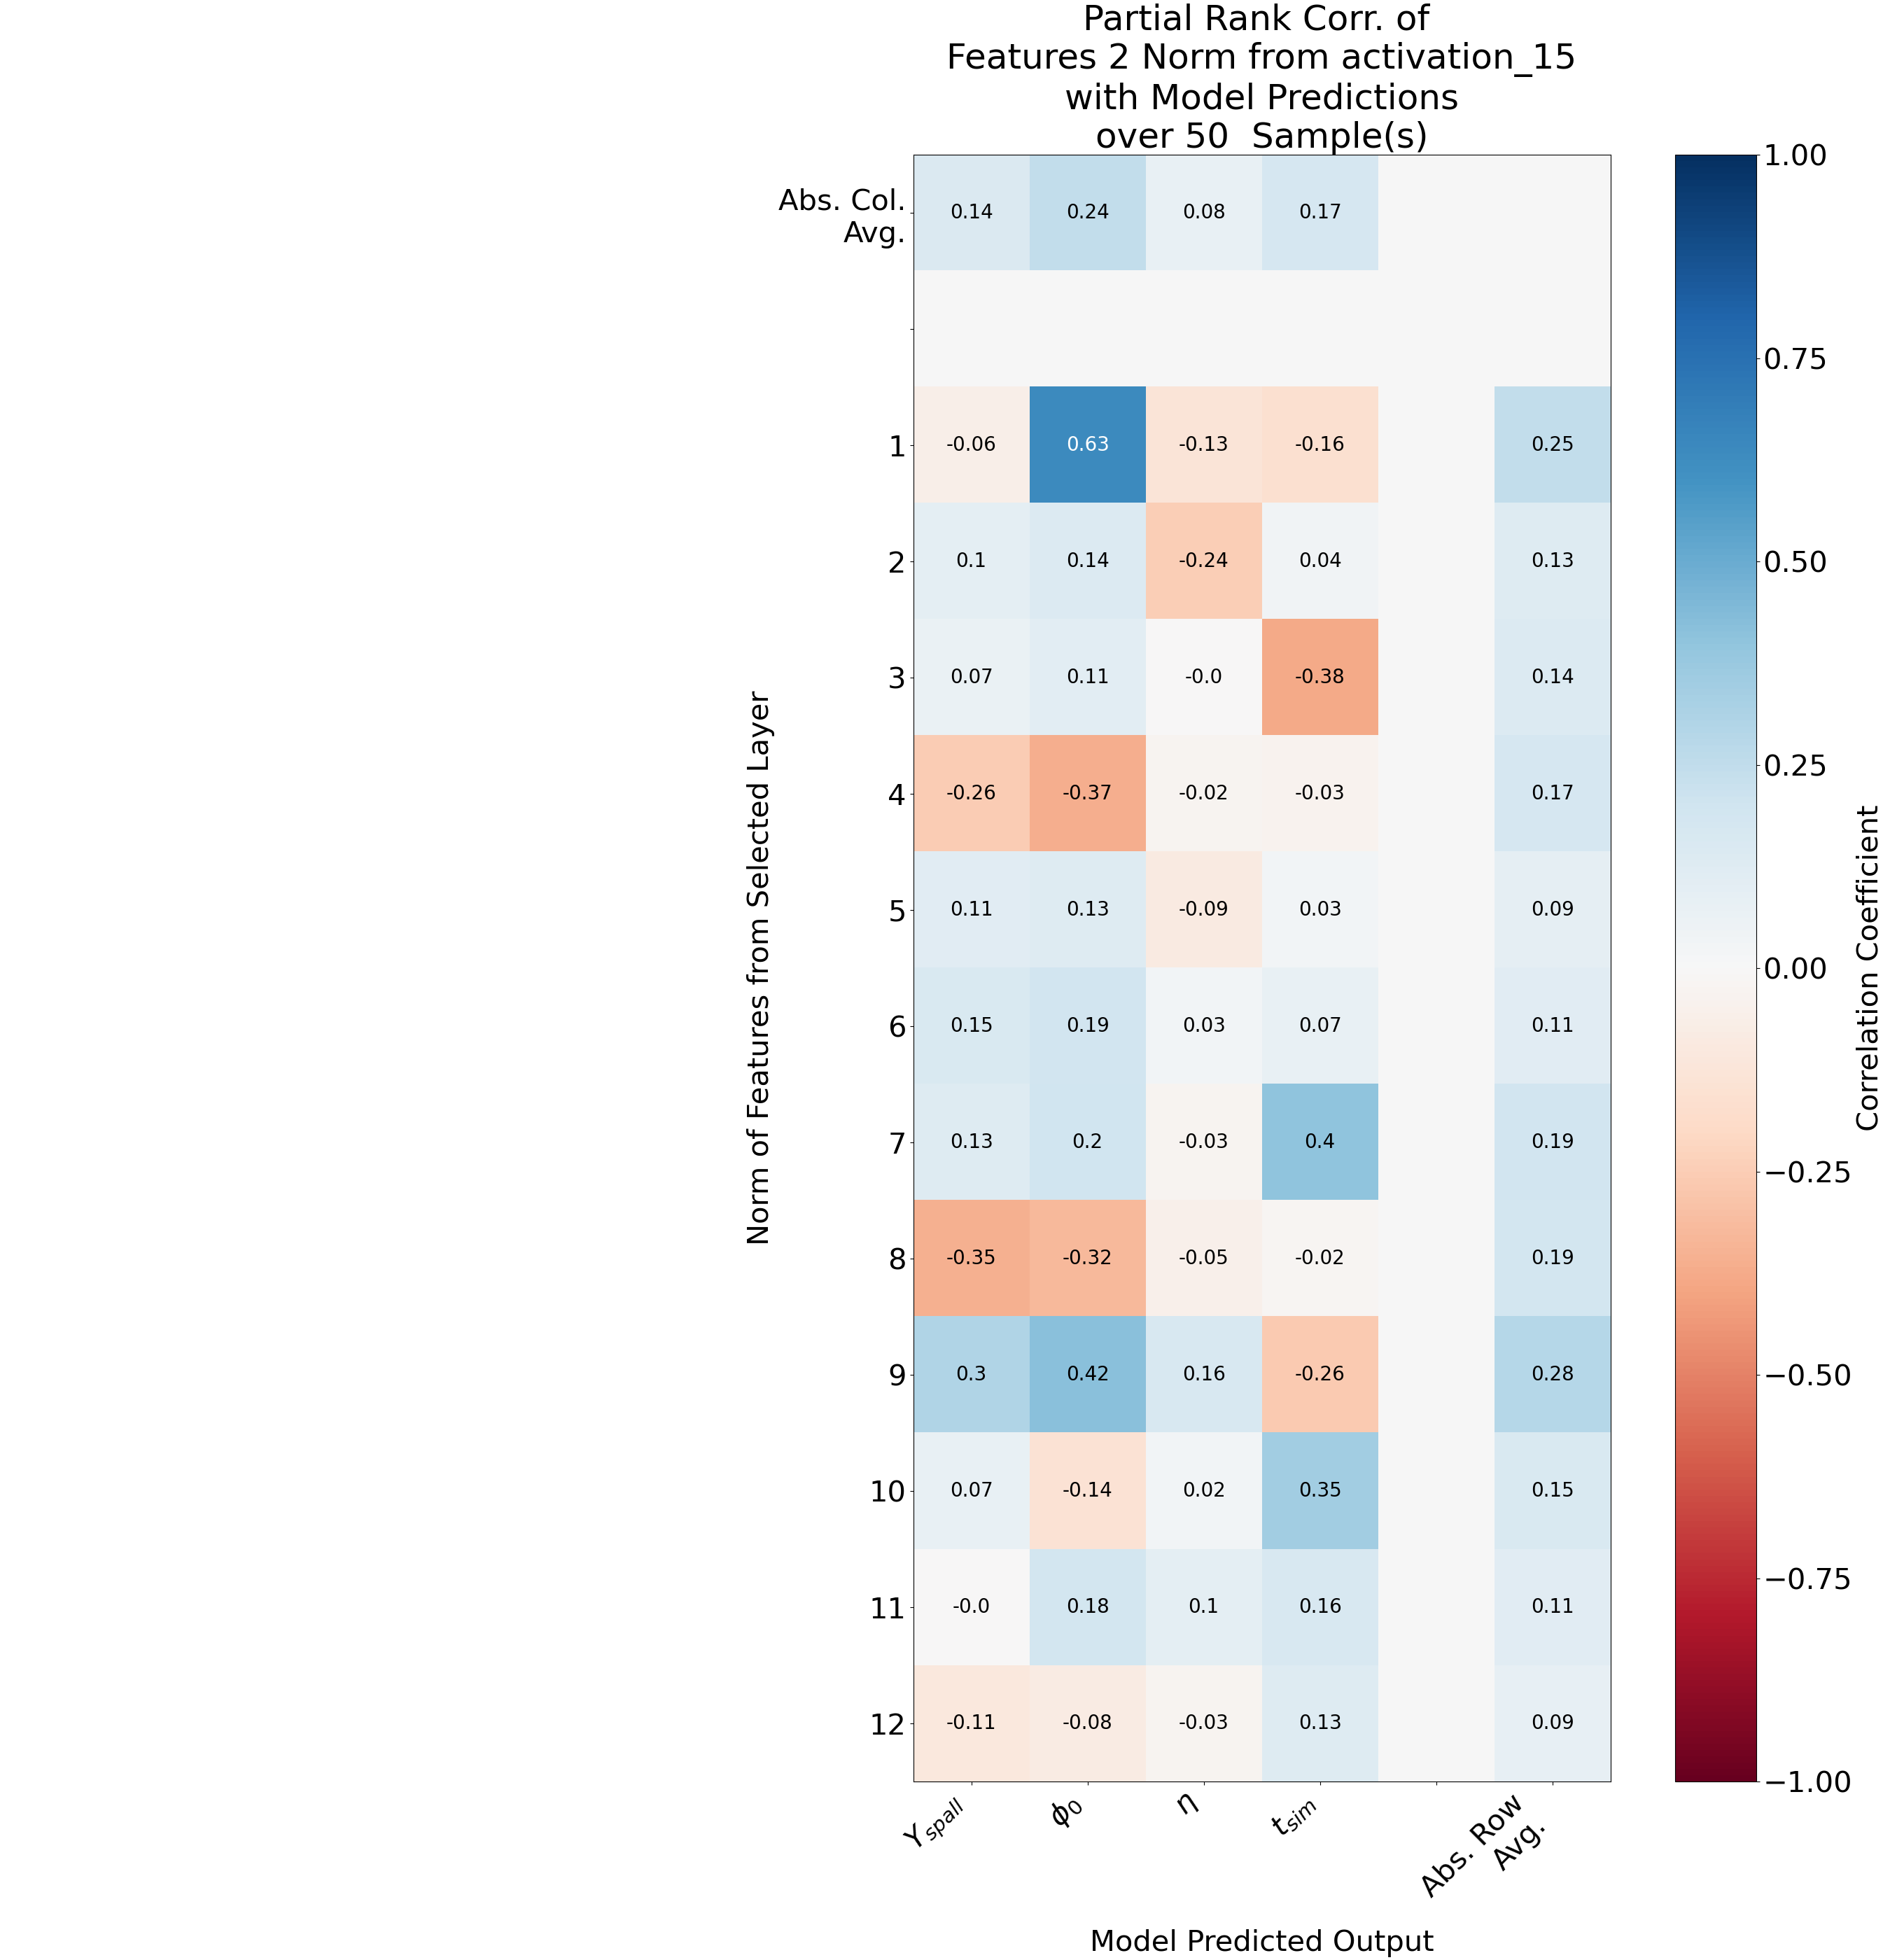 Partial Rank Corr. of
Features 2 Norm from activation_15
with Model Predictions
over 50  Sample(s)
Abs. Col.
Avg.
0.14 0.24 0.08 0.17
1 -0.06 0.63 -0.13 -0.16 0.25
2 0.1 0.14 -0.24 0.04 0.13
3 0.07 0.11 -0.0 -0.38 0.14
4 -0.26 -0.37 -0.02 -0.03 0.17
5 0.11 0.13 -0.09 0.03 0.09
6 0.15 0.19 0.03 0.07 0.11
7 0.13 0.2 -0.03 0.4 0.19
8 -0.35 -0.32 -0.05 -0.02 0.19
9 0.3 0.42 0.16 -0.26 0.28
10 0.07 -0.14 0.02 0.35 0.15
11 -0.0 0.18 0.1 0.16 0.11
12 -0.11 -0.08 -0.03 0.13 0.09
Norm of Features from Selected Layer
Y_spall ϕ_0 η t_sim
Abs. Row
Avg.
Model Predicted Output
1.00
0.75
0.50
0.25
0.00
−0.25
−0.50
−0.75
−1.00
Correlation Coefficient